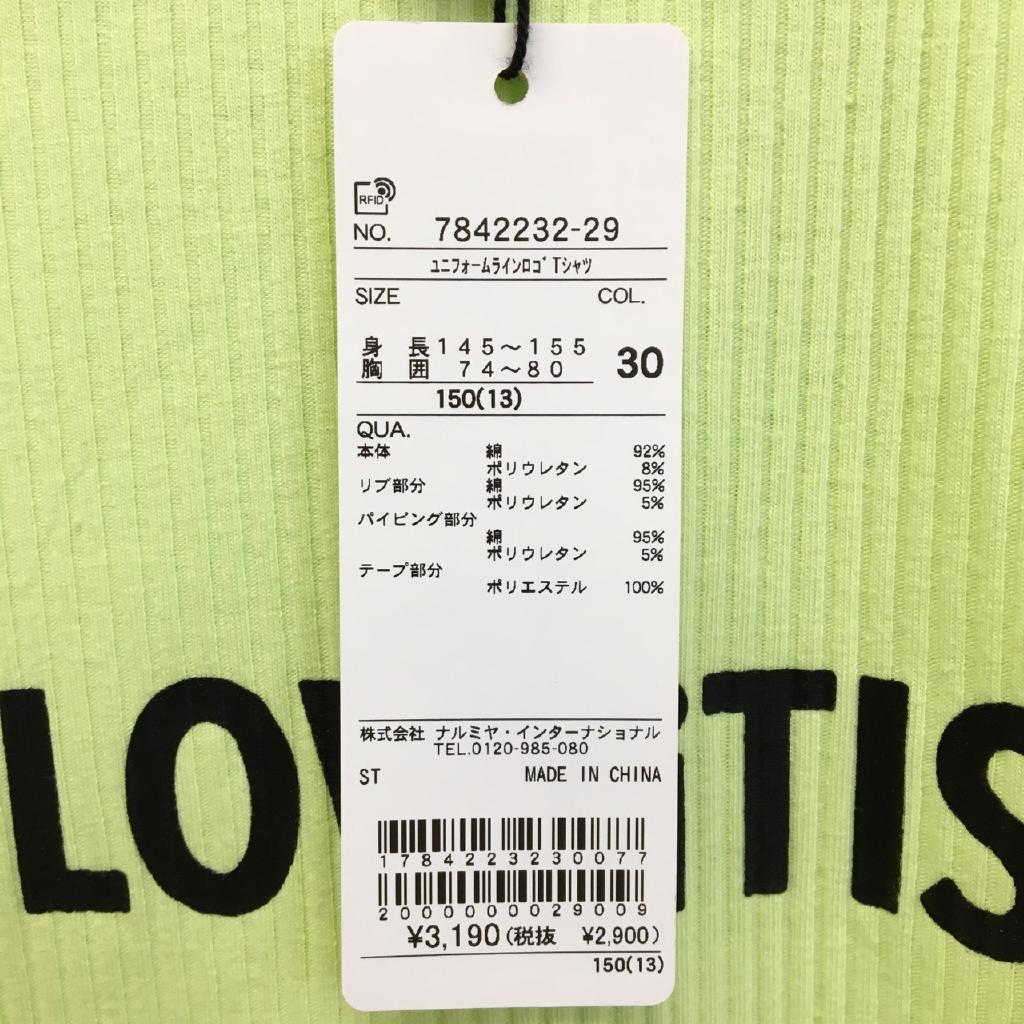 RFID
NO. 7842232-29
ユニフォームラインロゴTシャツ
SIZE COL.
身長 145～155
胸囲 74～80
30
150(13)
QUA.
本体 綿 92%
ポリウレタン 8%
リブ部分 綿 95%
ポリウレタン 5%
パイピング部分
綿 95%
ポリウレタン 5%
テープ部分
ポリエステル 100%
株式会社 ナルミヤ・インターナショナル
TEL.0120-985-080
ST MADE IN CHINA
1784223230077
2000000029009
¥3,190(税抜 ¥2,900)
150(13)